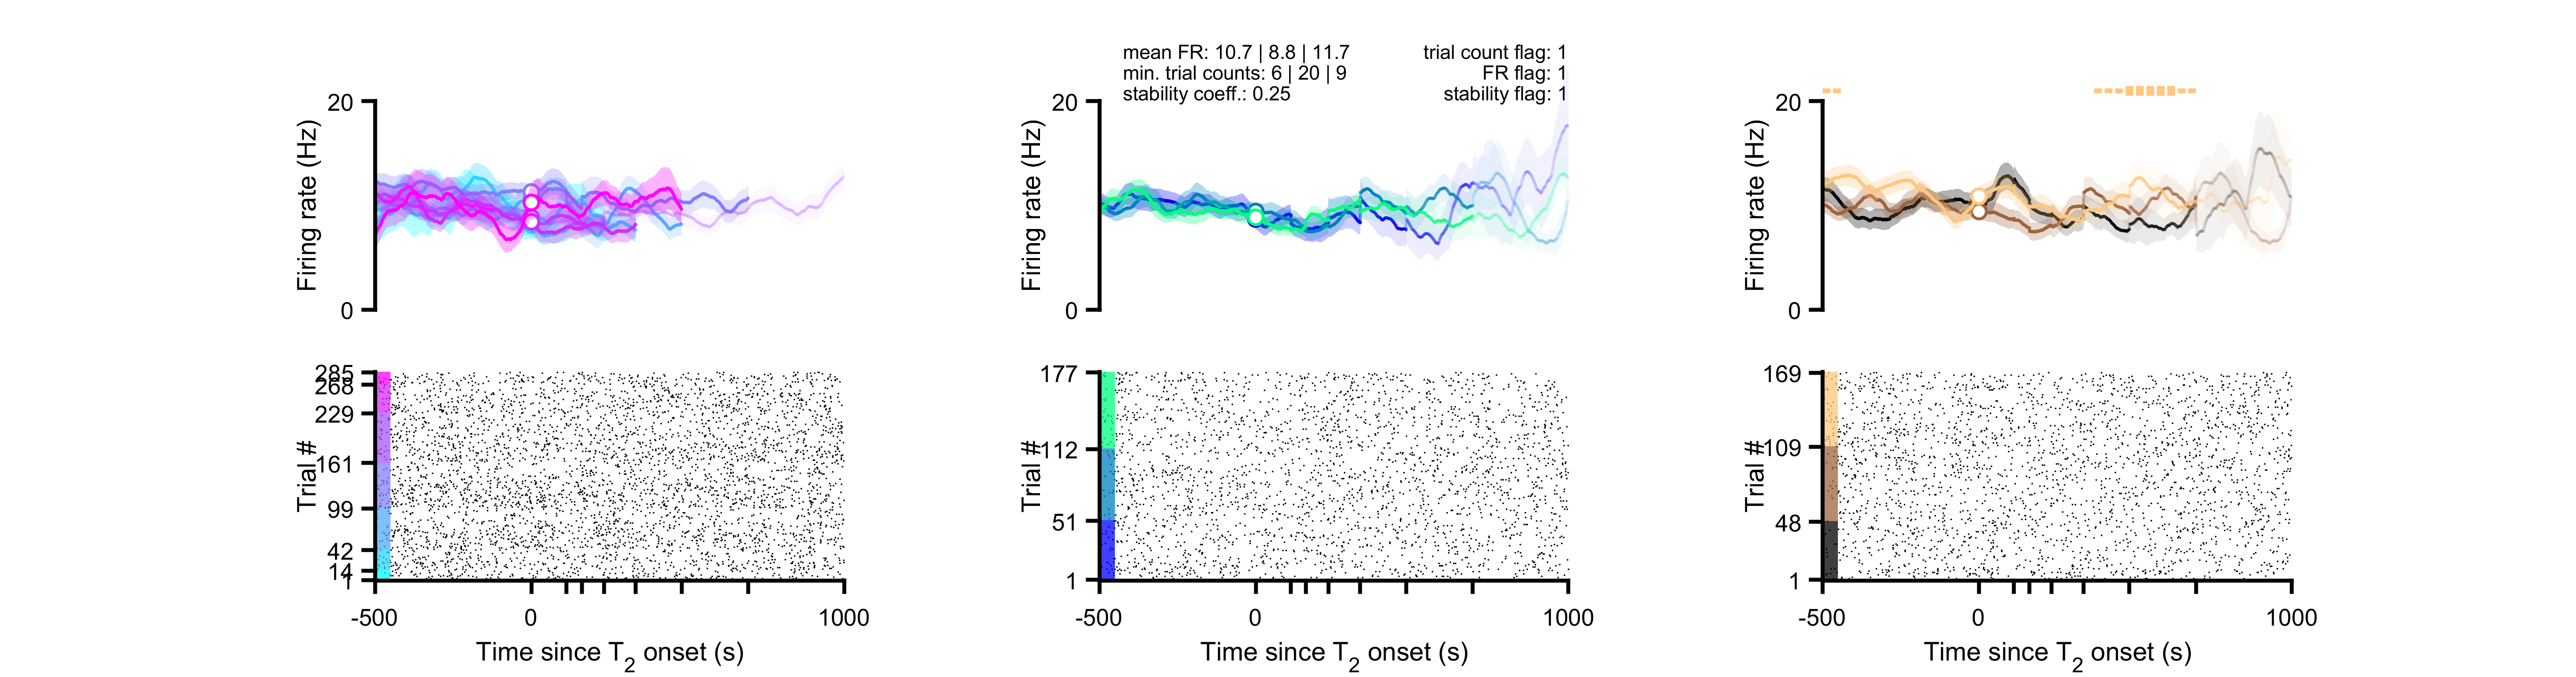 mean FR: 10.7 | 8.8 | 11.7
min. trial counts: 6 | 20 | 9
stability coeff.: 0.25
trial count flag: 1
FR flag: 1
stability flag: 1
20
Firing rate (Hz)
0
20
Firing rate (Hz)
0
20
Firing rate (Hz)
0
285
268
229
161
99
42
14
1
Trial #
-500
0
1000
Time since T2 onset (s)
177
112
51
1
Trial #
-500
0
1000
Time since T2 onset (s)
169
109
48
1
Trial #
-500
0
1000
Time since T2 onset (s)